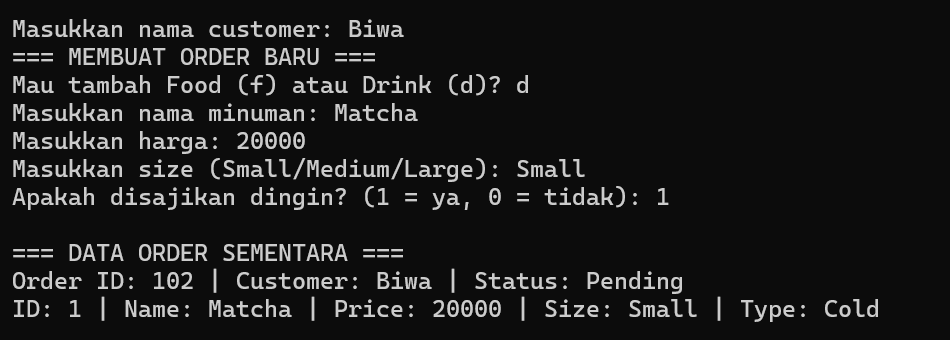 Masukkan nama customer: Biwa
=== MEMBUAT ORDER BARU ===
Mau tambah Food (f) atau Drink (d)? d
Masukkan nama minuman: Matcha
Masukkan harga: 20000
Masukkan size (Small/Medium/Large): Small
Apakah disajikan dingin? (1 = ya, 0 = tidak): 1
=== DATA ORDER SEMENTARA ===
Order ID: 102 | Customer: Biwa | Status: Pending
ID: 1 | Name: Matcha | Price: 20000 | Size: Small | Type: Cold